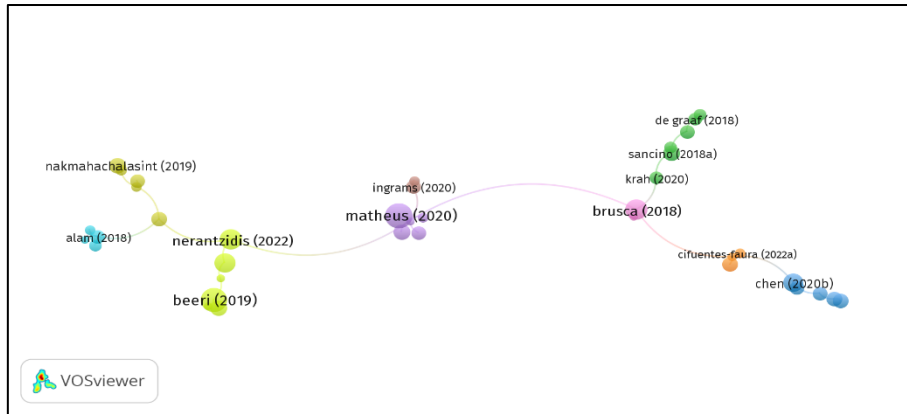 de graaf (2018)
nakmahachalasint (2019)
sancino (2018a)
ingrams (2020)
krah (2020)
matheus (2020)
brusca (2018)
alam (2018)
nerantzidis (2022)
cifuentes-faura (2022a)
beeri (2019)
chen (2020b)
VOSviewer